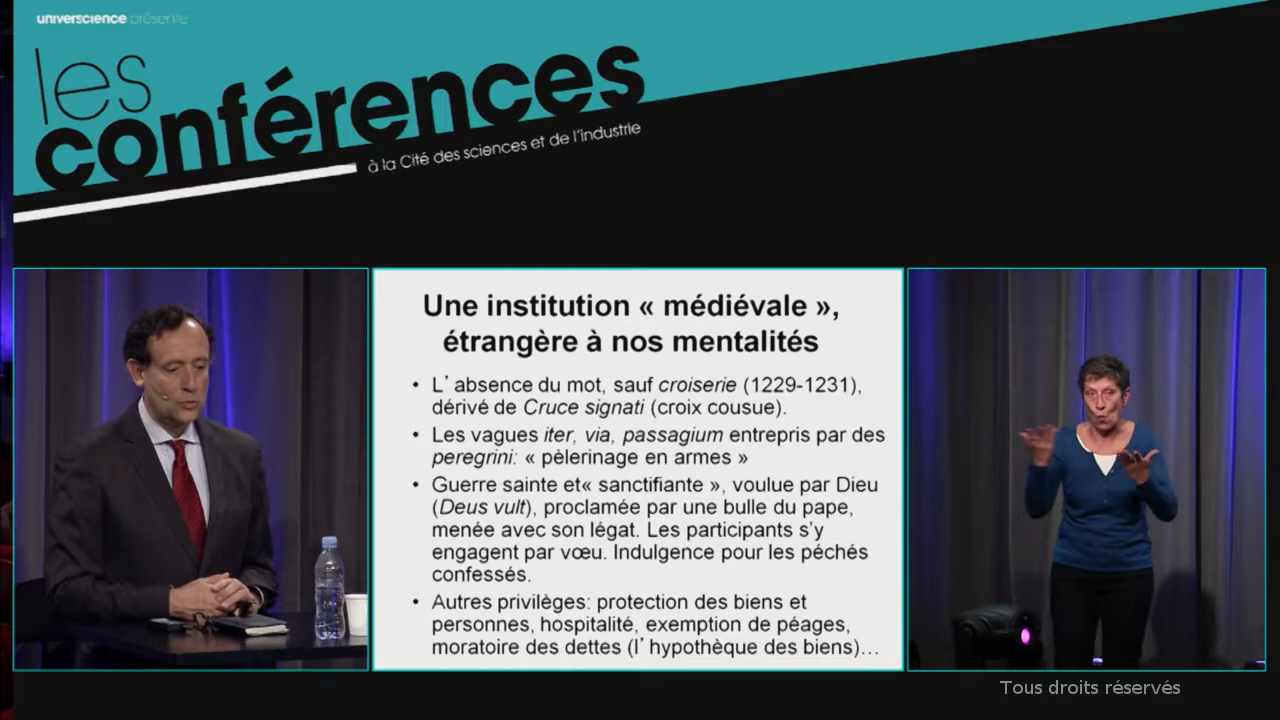 universcience présente
les
conférences
à la Cité des sciences et de l'industrie
Une institution « médiévale »,
étrangère à nos mentalités
• L’absence du mot, sauf croiserie (1229-1231),
dérivé de Cruce signati (croix cousue).
• Les vagues iter, via, passagium entrepris par des
peregrini: « pèlerinage en armes »
• Guerre sainte et« sanctifiante », voulue par Dieu
(Deus vult), proclamée par une bulle du pape,
menée avec son légat. Les participants s’y
engagent par vœu. Indulgence pour les péchés
confessés.
• Autres privilèges: protection des biens et
personnes, hospitalité, exemption de péages,
moratoire des dettes (l’hypothèque des biens)…
Tous droits réservés